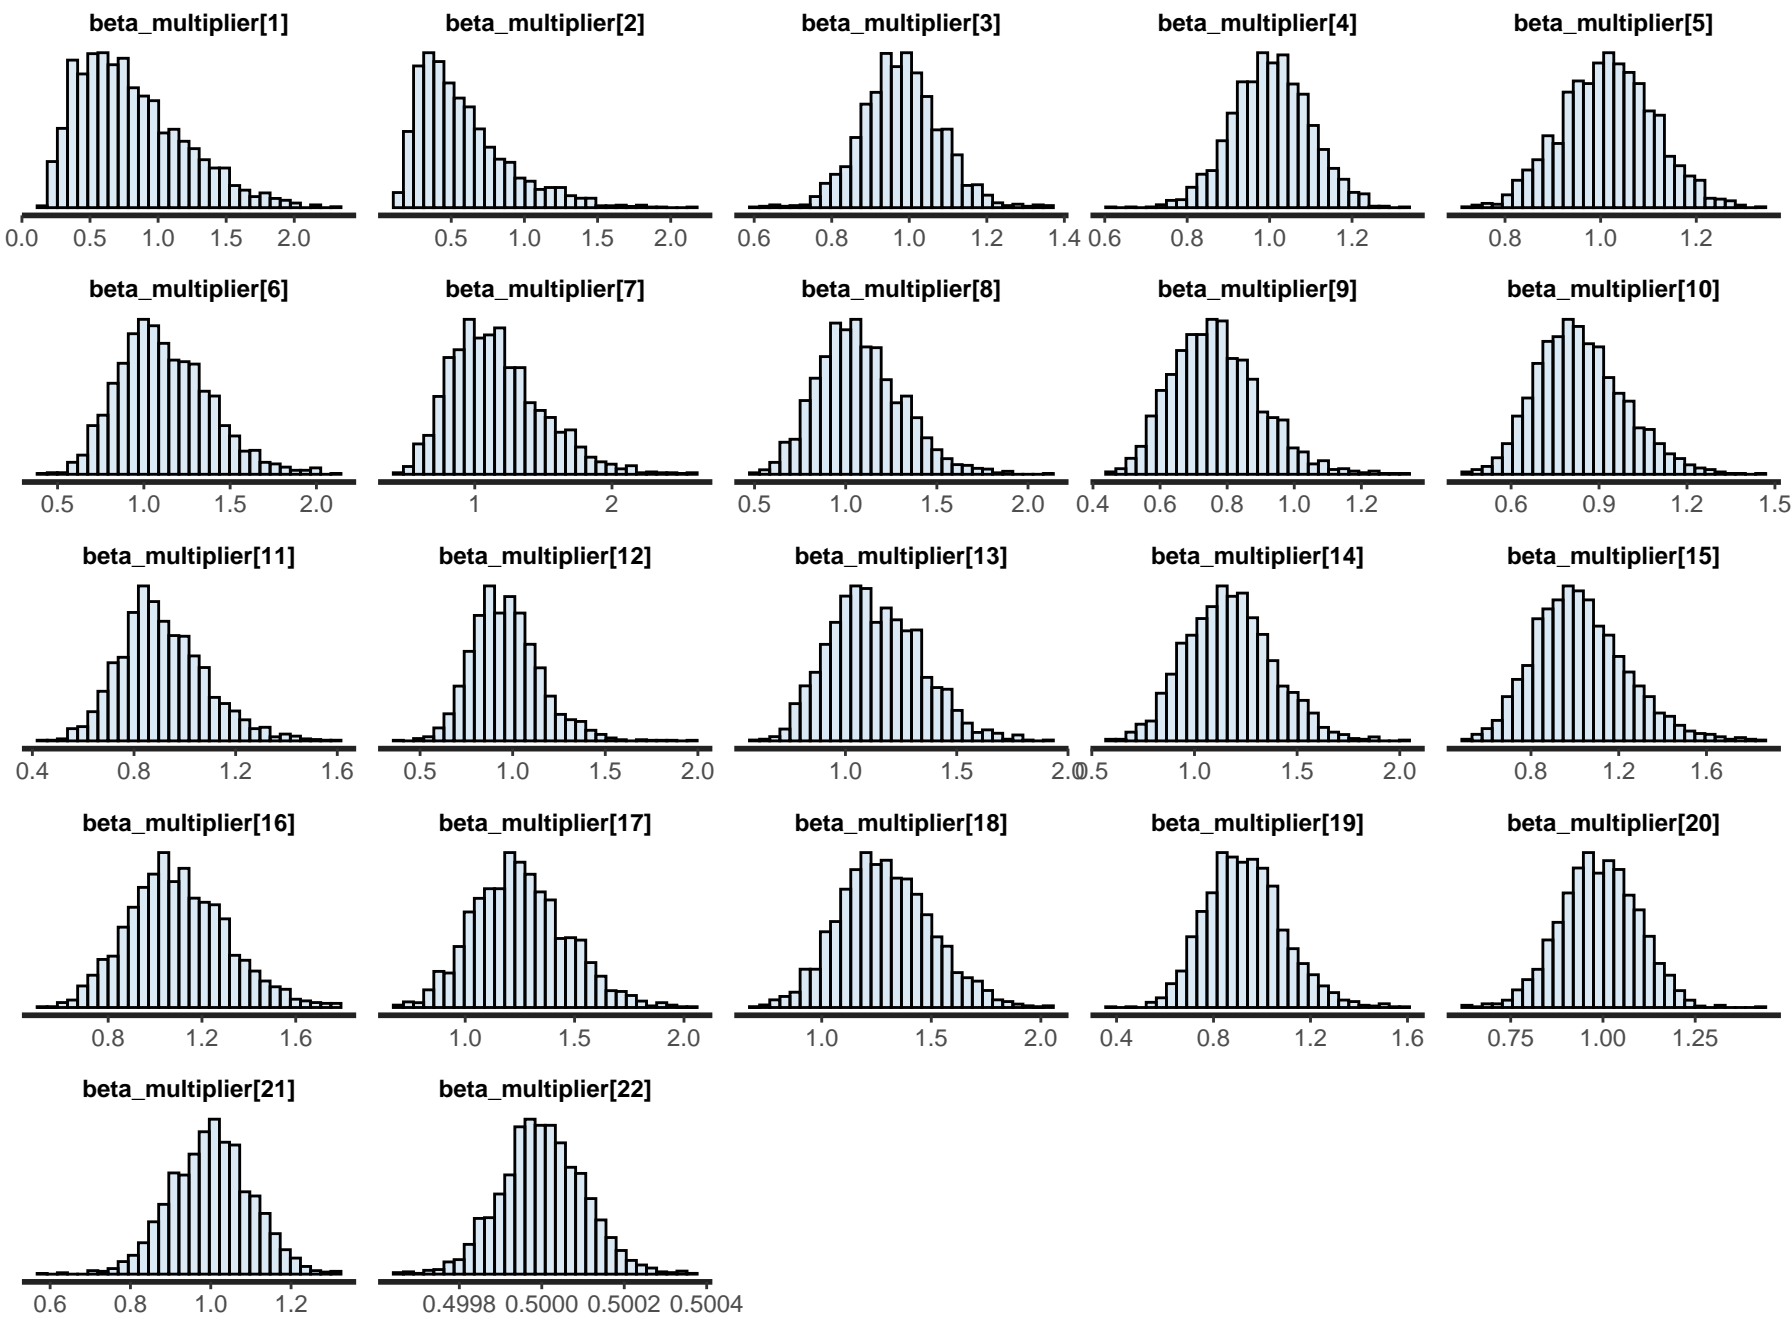 beta_multiplier[1] beta_multiplier[2] beta_multiplier[3] beta_multiplier[4] beta_multiplier[5]
0.0 0.5 1.0 1.5 2.0 0.5 1.0 1.5 2.0 0.6 0.8 1.0 1.2 1.4 0.6 0.8 1.0 1.2 0.8 1.0 1.2
beta_multiplier[6] beta_multiplier[7] beta_multiplier[8] beta_multiplier[9] beta_multiplier[10]
0.5 1.0 1.5 2.0 1 2 0.5 1.0 1.5 2.0 0.4 0.6 0.8 1.0 1.2 0.6 0.9 1.2 1.5
beta_multiplier[11] beta_multiplier[12] beta_multiplier[13] beta_multiplier[14] beta_multiplier[15]
0.4 0.8 1.2 1.6 0.5 1.0 1.5 2.0 1.0 1.5 2.0 0.5 1.0 1.5 2.0 0.8 1.2 1.6
beta_multiplier[16] beta_multiplier[17] beta_multiplier[18] beta_multiplier[19] beta_multiplier[20]
0.8 1.2 1.6 1.0 1.5 2.0 1.0 1.5 2.0 0.4 0.8 1.2 1.6 0.75 1.00 1.25
beta_multiplier[21] beta_multiplier[22]
0.6 0.8 1.0 1.2 0.4998 0.5000 0.5002 0.5004